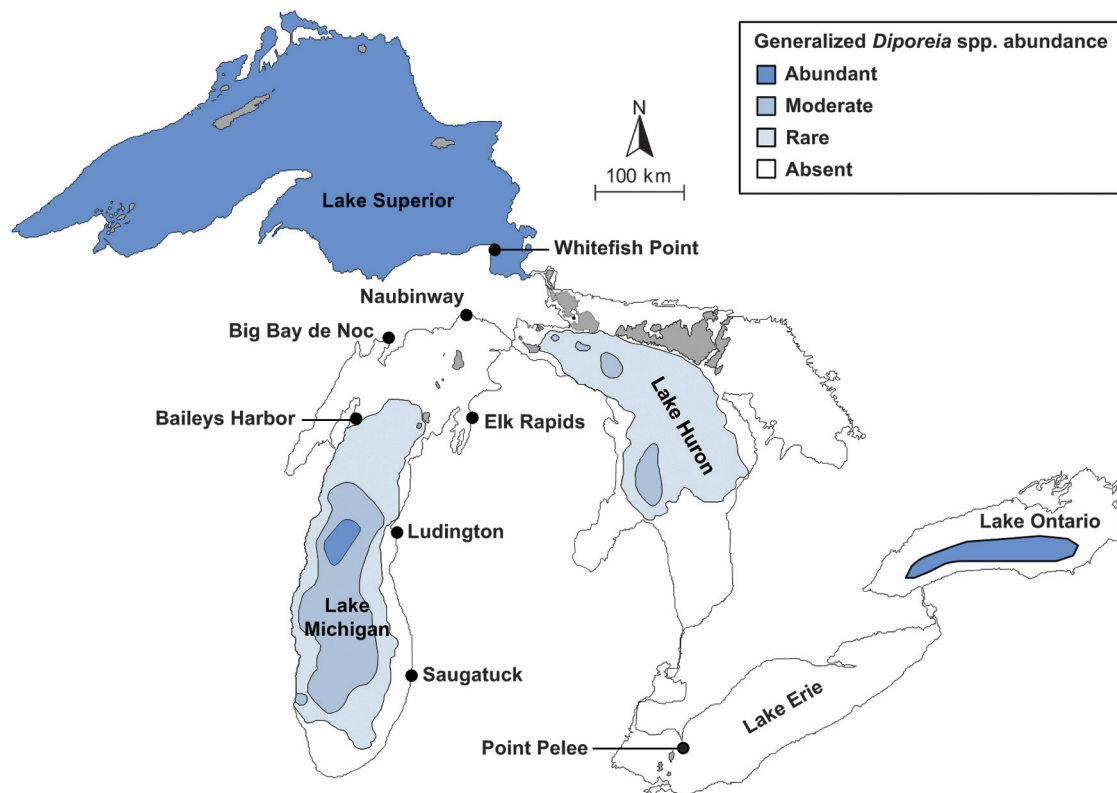 Generalized Diporeia spp. abundance
Abundant
Moderate
Rare
Absent
N
100 km
Lake Superior
Whitefish Point
Naubinway
Big Bay de Noc
Baileys Harbor
Elk Rapids
Lake Huron
Ludington
Lake Ontario
Lake
Michigan
Saugatuck
Lake Erie
Point Pelee